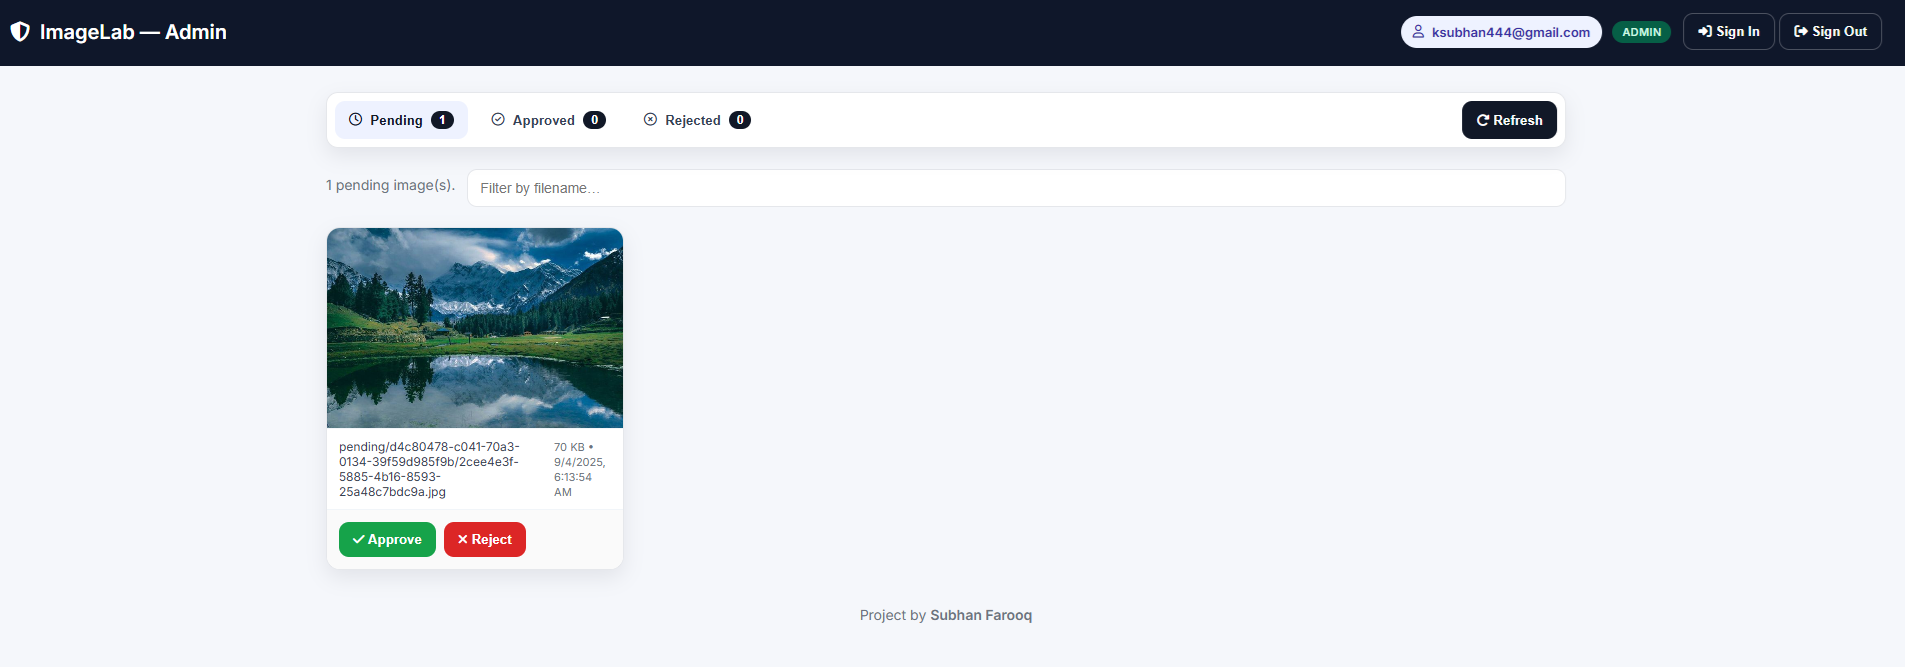 ImageLab — Admin
ksubhan444@gmail.com
ADMIN
Sign In
Sign Out
Pending 1
Approved 0
Rejected 0
Refresh
1 pending image(s).
Filter by filename…
pending/d4c80478-c041-70a3-
0134-39f59d985f9b/2cee4e3f-
5885-4b16-8593-
25a48c7bdc9a.jpg
70 KB •
9/4/2025,
6:13:54
AM
Approve
Reject
Project by Subhan Farooq